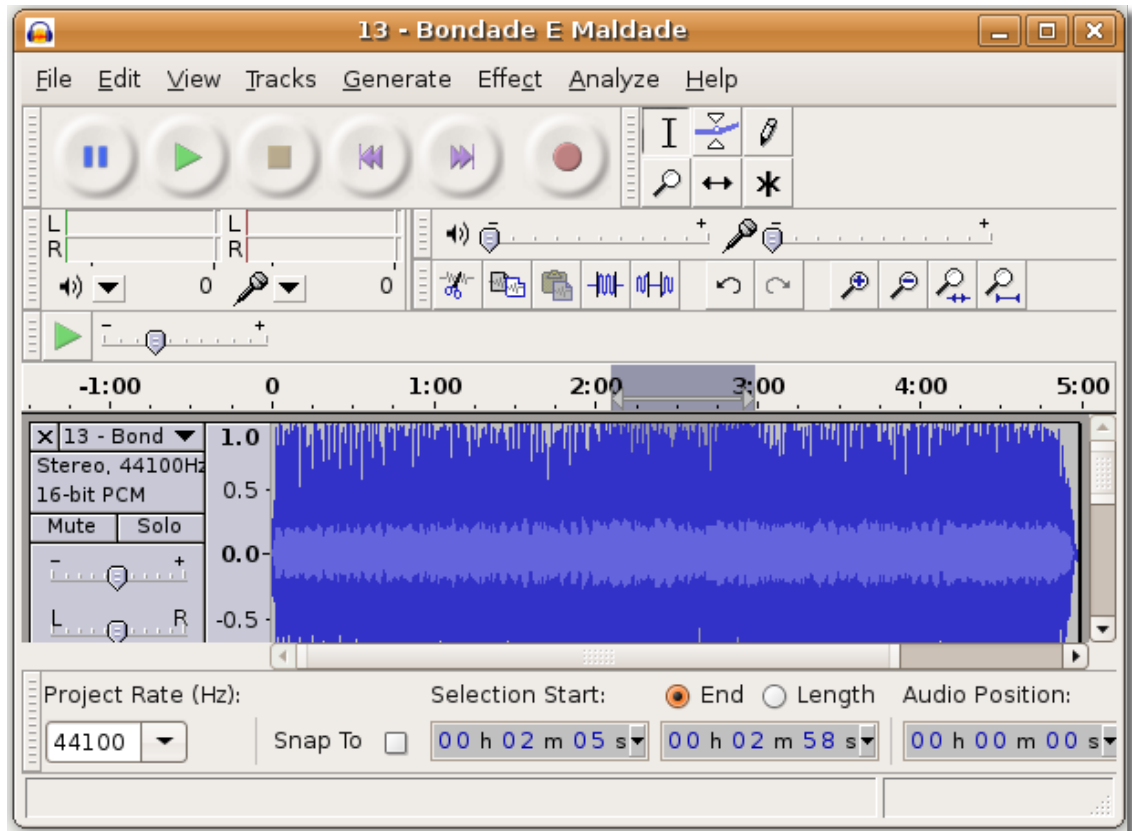 13 - Bondade E Maldade
File Edit View Tracks Generate Effect Analyze Help
L L
R R
- + - +
0 0
- +
-1:00 0 1:00 2:00 3:00 4:00 5:00
13 - Bond 1.0
Stereo, 44100Hz
16-bit PCM 0.5
Mute Solo
- + 0.0
L R -0.5
Project Rate (Hz): Selection Start: End Length Audio Position:
44100 Snap To 00 h 02 m 05 s 00 h 02 m 58 s 00 h 00 m 00 s